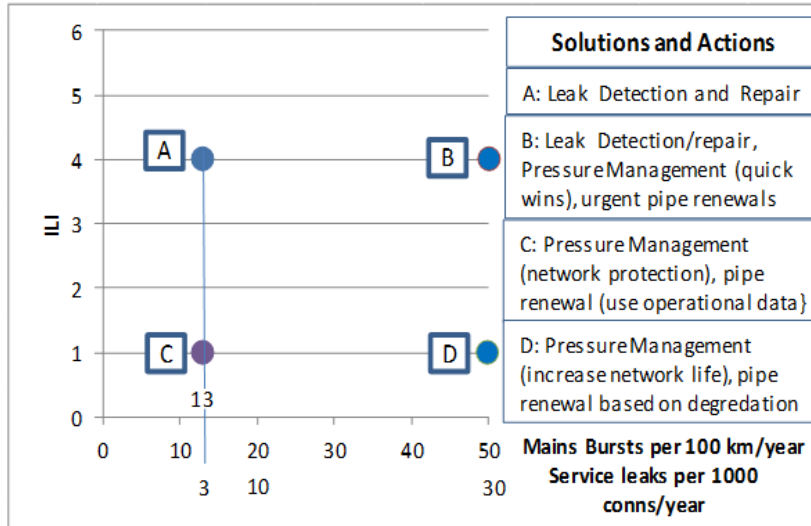 6
5
4
3
2
1
0
ILI
A
B
C
D
13
0 10 20 30 40 50
3 10 30
Solutions and Actions
A: Leak Detection and Repair
B: Leak Detection/repair,
Pressure Management (quick
wins), urgent pipe renewals
C: Pressure Management
(network protection), pipe
renewal (use operational data}
D: Pressure Management
(increase network life), pipe
renewal based on degredation
Mains Bursts per 100 km/year
Service leaks per 1000
conns/year